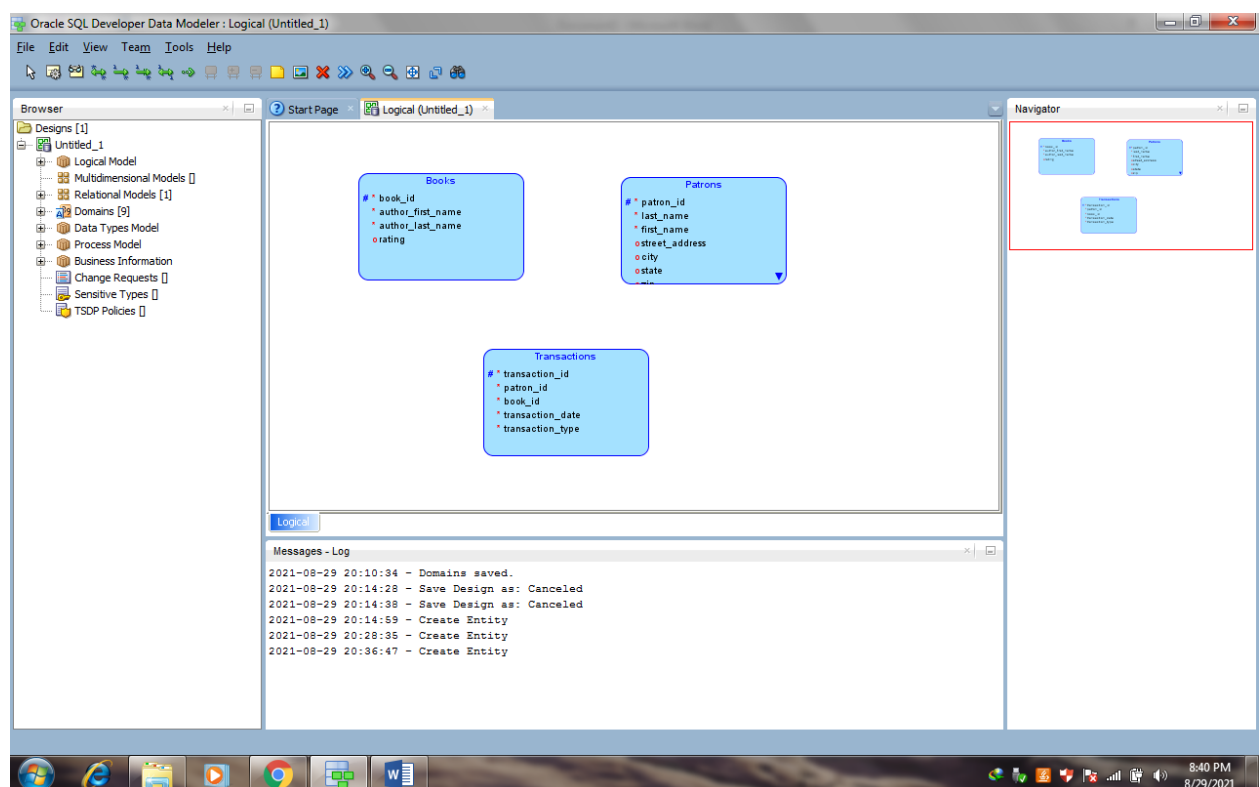 Oracle SQL Developer Data Modeler : Logical (Untitled_1)
File Edit View Team Tools Help
Browser
Designs [1]
Untitled_1
Logical Model
Multidimensional Models []
Relational Models [1]
Domains [9]
Data Types Model
Process Model
Business Information
Change Requests []
Sensitive Types []
TSDP Policies []
Start Page
Logical (Untitled_1)
Books
# * book_id
* author_first_name
* author_last_name
o rating
Patrons
# * patron_id
* last_name
* first_name
o street_address
o city
o state
Transactions
# * transaction_id
* patron_id
* book_id
* transaction_date
* transaction_type
Logical
Messages - Log
2021-08-29 20:10:34 - Domains saved.
2021-08-29 20:14:28 - Save Design as: Canceled
2021-08-29 20:14:38 - Save Design as: Canceled
2021-08-29 20:14:59 - Create Entity
2021-08-29 20:28:35 - Create Entity
2021-08-29 20:36:47 - Create Entity
Navigator
8:40 PM
8/29/2021